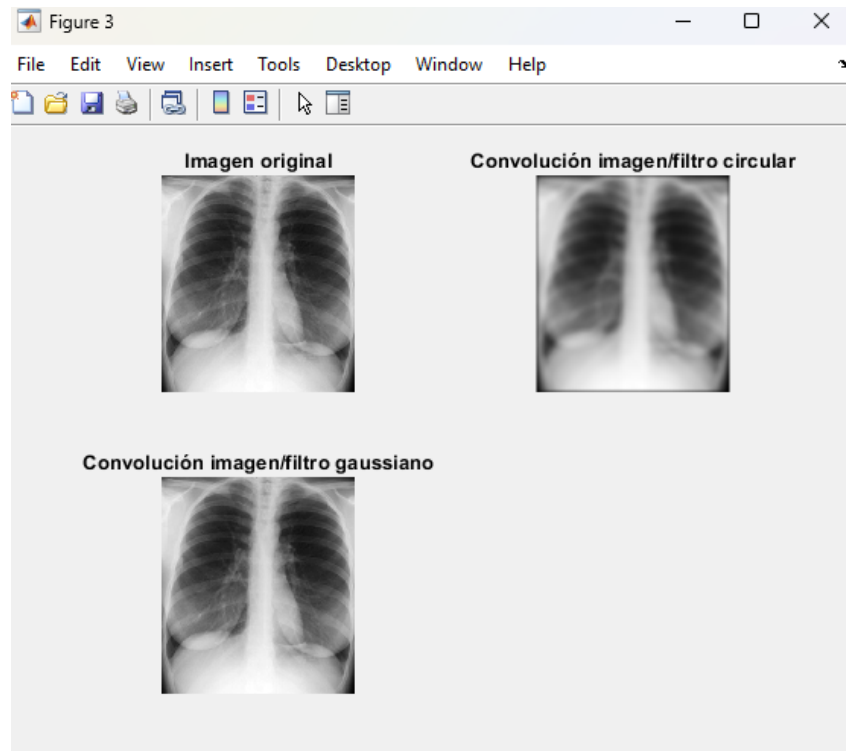 Figure 3
File Edit View Insert Tools Desktop Window Help
Imagen original
Convolución imagen/filtro circular
Convolución imagen/filtro gaussiano